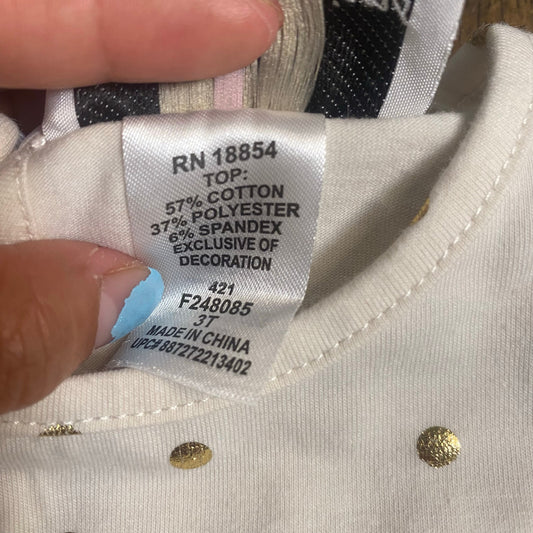 RN 18854
TOP:
57% COTTON
37% POLYESTER
6% SPANDEX
EXCLUSIVE OF
DECORATION
421
F248085
3T
MADE IN CHINA
UPC# 887272213402